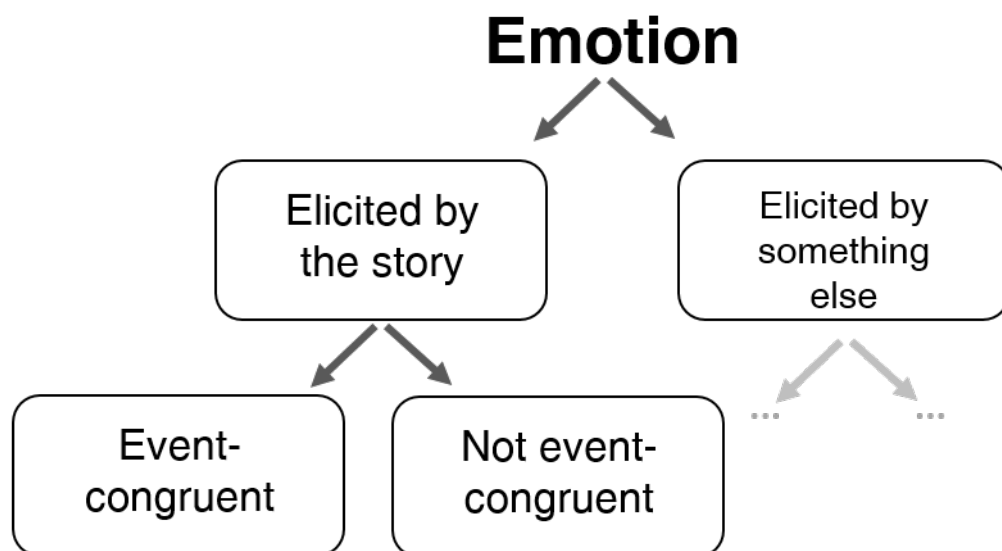 Emotion
Elicited by
the story
Elicited by
something
else
Event-
congruent
Not event-
congruent
...
...